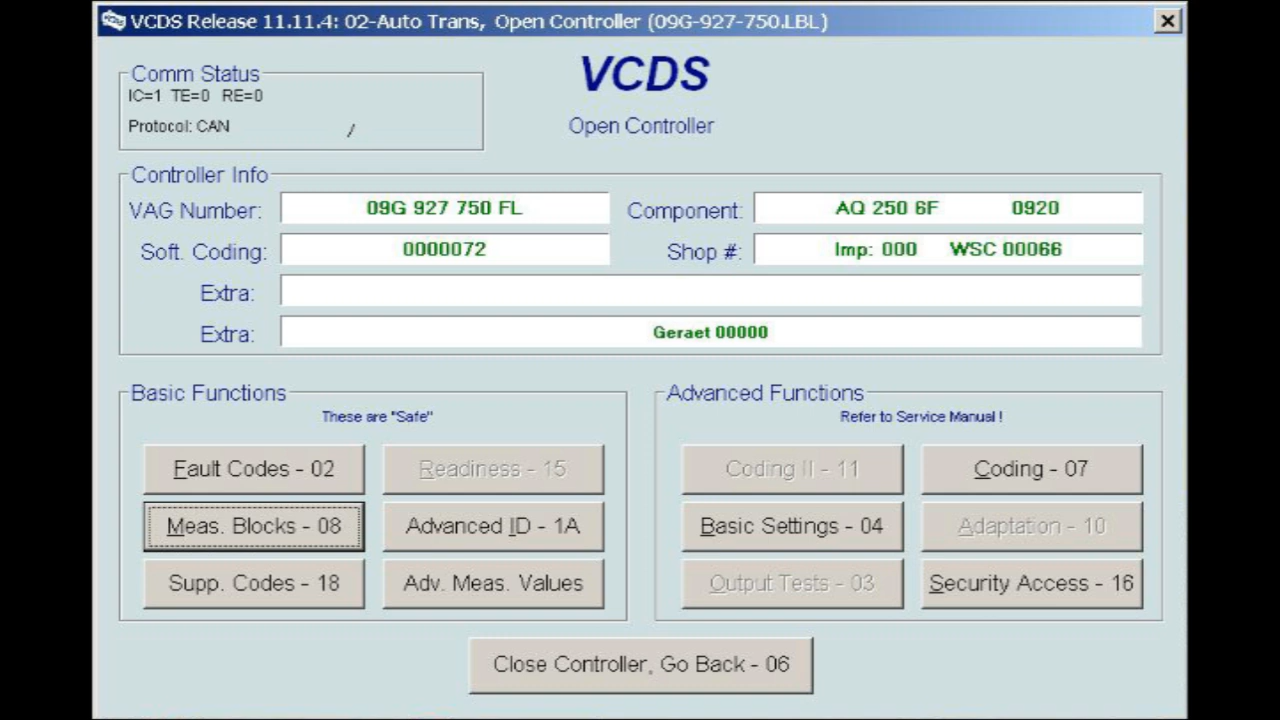 VCDS Release 11.11.4: 02-Auto Trans, Open Controller (09G-927-750.LBL)
Comm Status
IC=1 TE=0 RE=0
Protocol: CAN /
VCDS
Open Controller
Controller Info
VAG Number: 09G 927 750 FL Component: AQ 250 6F 0920
Soft. Coding: 0000072 Shop #: Imp: 000 WSC 00066
Extra:
Extra: Geraet 00000
Basic Functions
These are "Safe"
Fault Codes - 02 Readiness - 15
Meas. Blocks - 08 Advanced ID - 1A
Supp. Codes - 18 Adv. Meas. Values
Advanced Functions
Refer to Service Manual !
Coding II - 11 Coding - 07
Basic Settings - 04 Adaptation - 10
Output Tests - 03 Security Access - 16
Close Controller, Go Back - 06